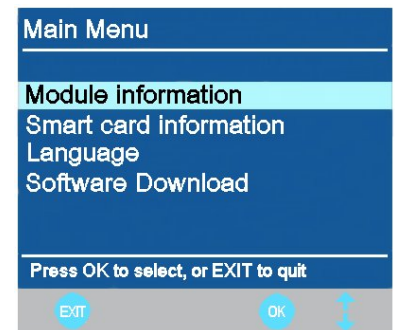 Main Menu
Module information
Smart card information
Language
Software Download
Press OK to select, or EXIT to quit
EXIT OK